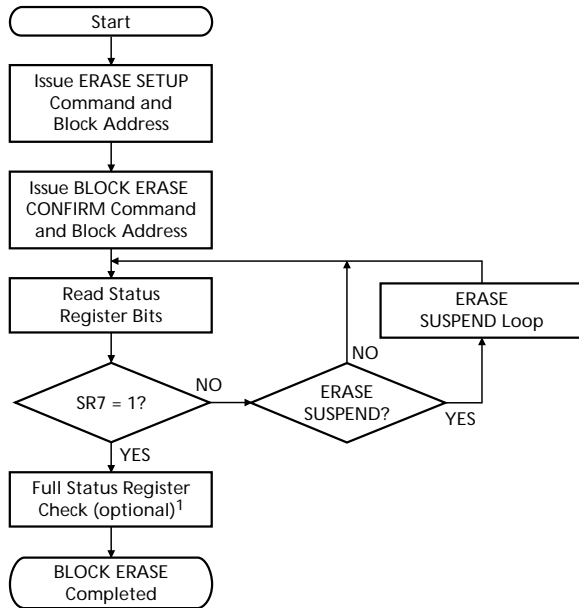 Start
Issue ERASE SETUP
Command and
Block Address
Issue BLOCK ERASE
CONFIRM Command
and Block Address
Read Status
Register Bits
ERASE
SUSPEND Loop
NO
SR7 = 1?
NO
ERASE
SUSPEND?
YES
YES
Full Status Register
Check (optional)1
BLOCK ERASE
Completed